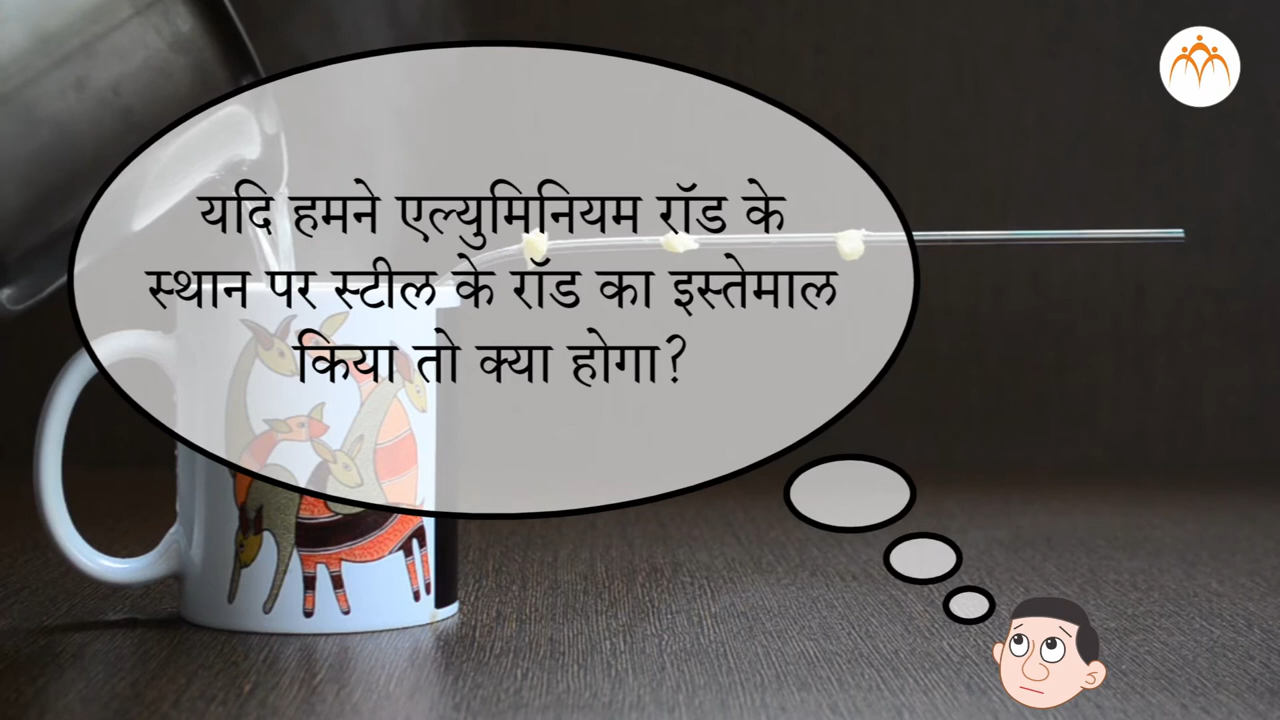 यदि हमने एल्युमिनियम रॉड के
स्थान पर स्टील के रॉड का इस्तेमाल
किया तो क्या होगा?